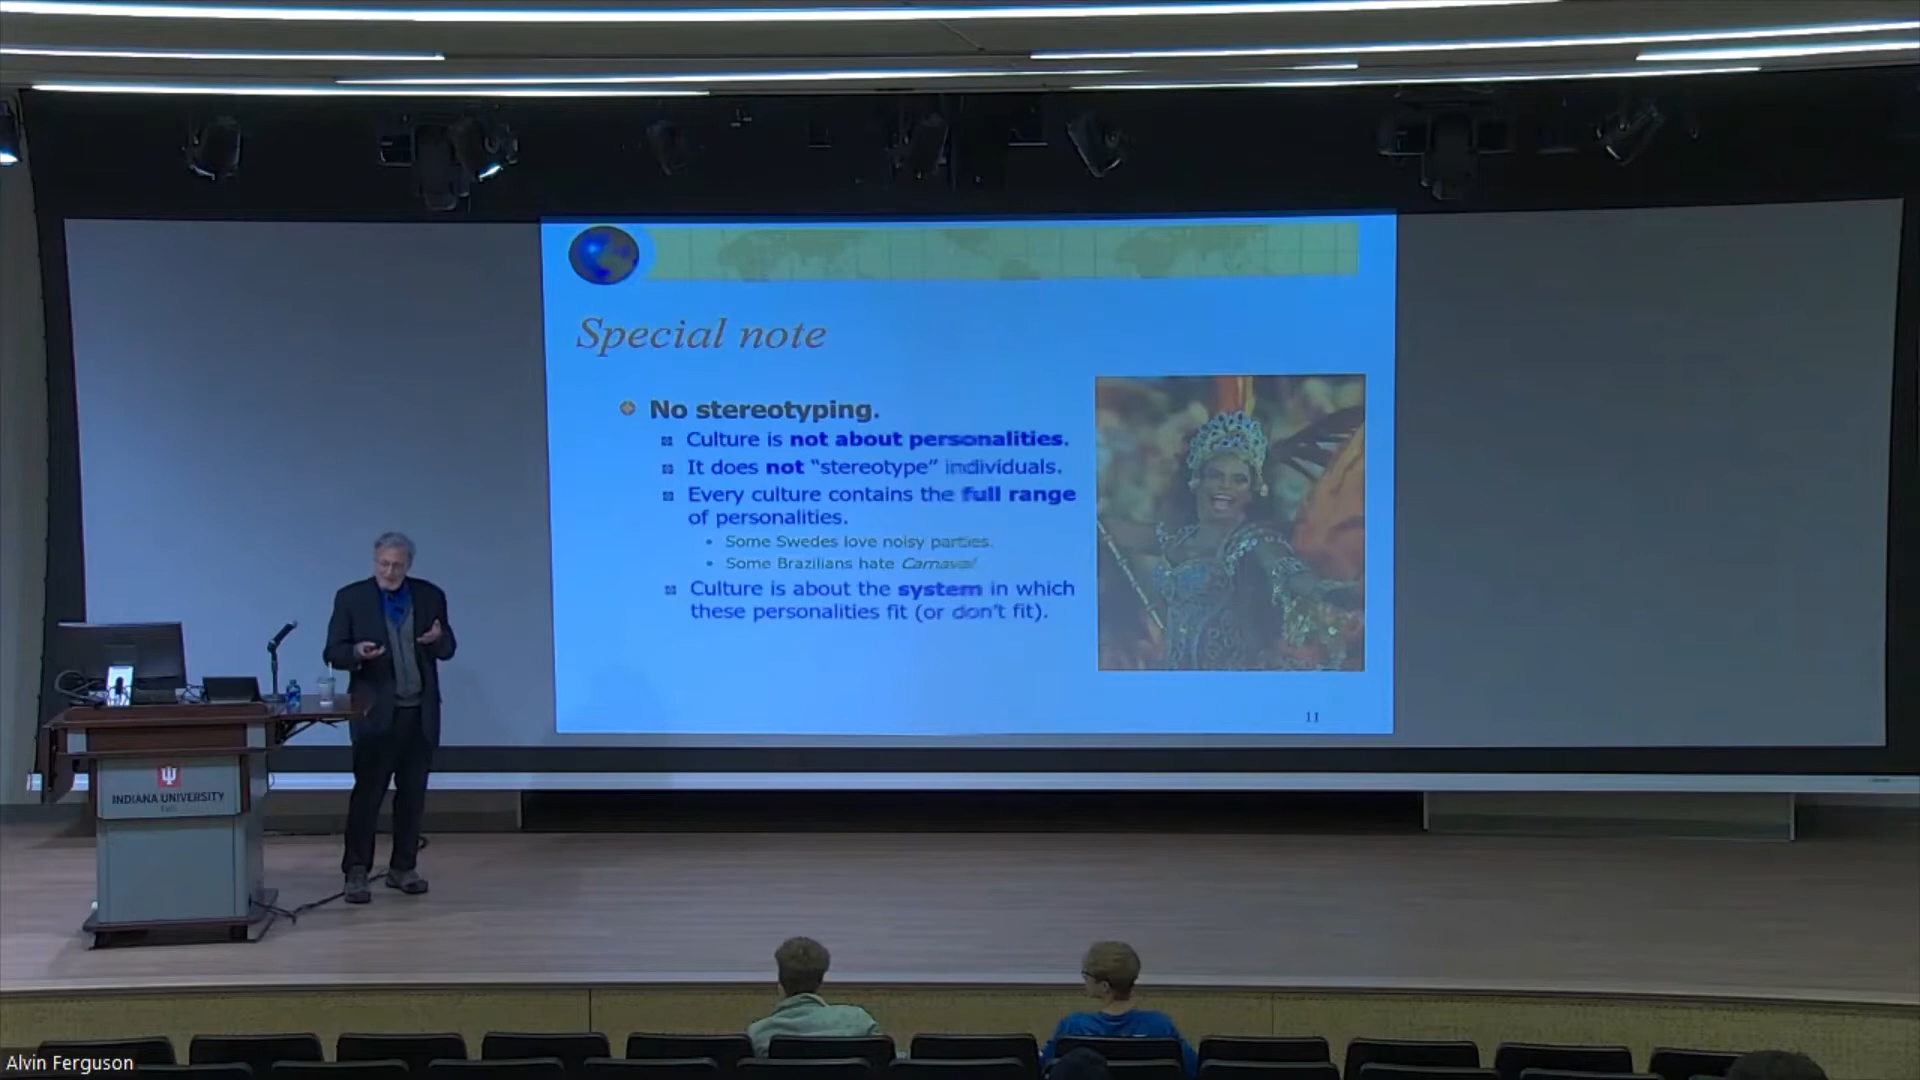 Special note
No stereotyping.
Culture is not about personalities.
It does not “stereotype” individuals.
Every culture contains the full range
of personalities.
Some Swedes love noisy parties.
Some Brazilians hate Carnaval
Culture is about the system in which
these personalities fit (or don't fit).
11
INDIANA UNIVERSITY
Alvin Ferguson